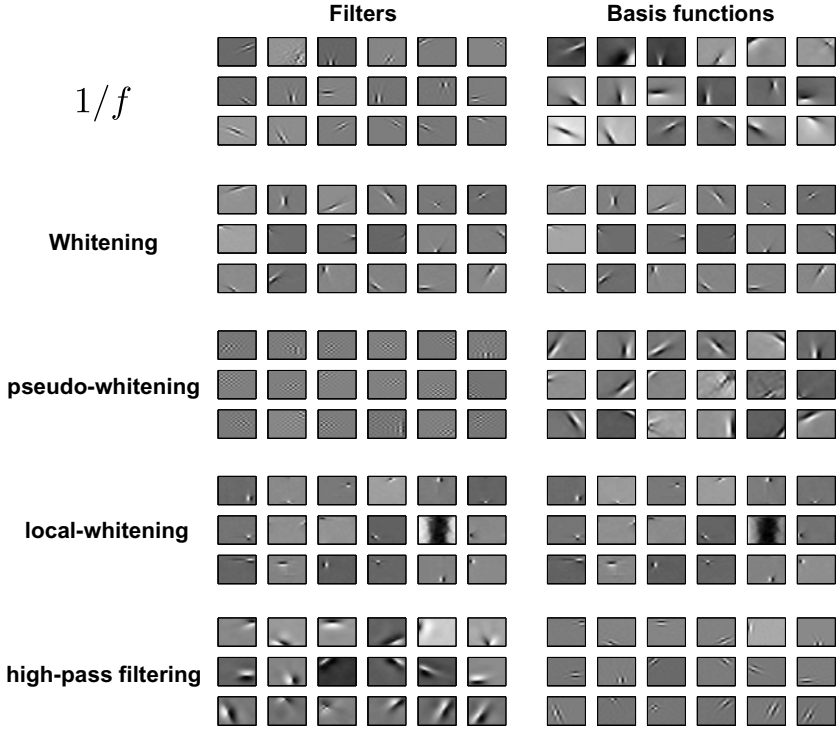 Filters
Basis functions
1/f
Whitening
pseudo-whitening
local-whitening
high-pass filtering